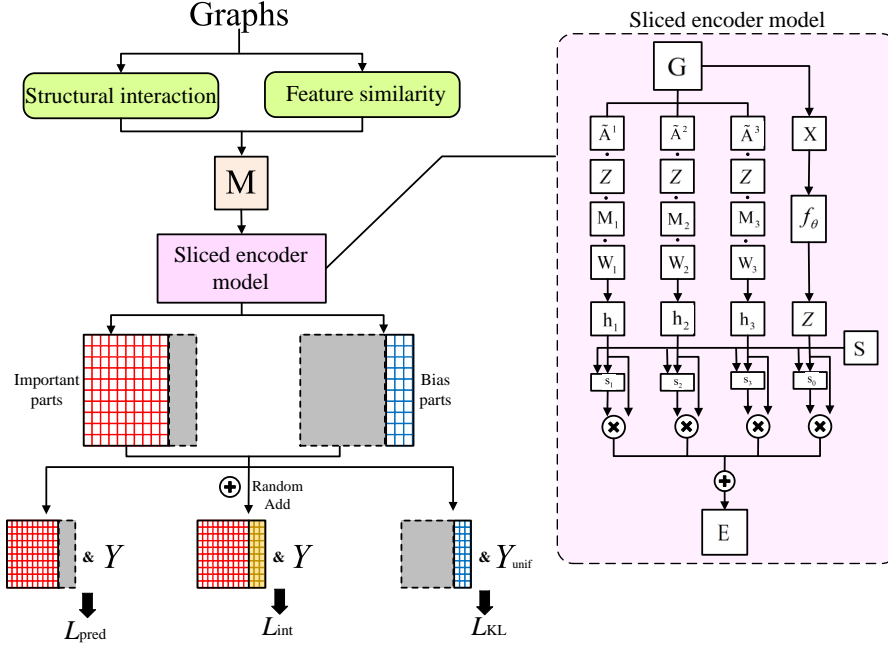 Graphs
Structural interaction
Feature similarity
M
Sliced encoder
model
Important
parts
Bias
parts
Random
Add
& Y
& Y
& Y_unif
L_pred
L_int
L_KL
Sliced encoder model
G
Ã¹ Ã² Ã³ X
Z Z Z
M₁ M₂ M₃ f_θ
W₁ W₂ W₃
h₁ h₂ h₃ Z
S
s₁ s₂ s₃ s₀
E